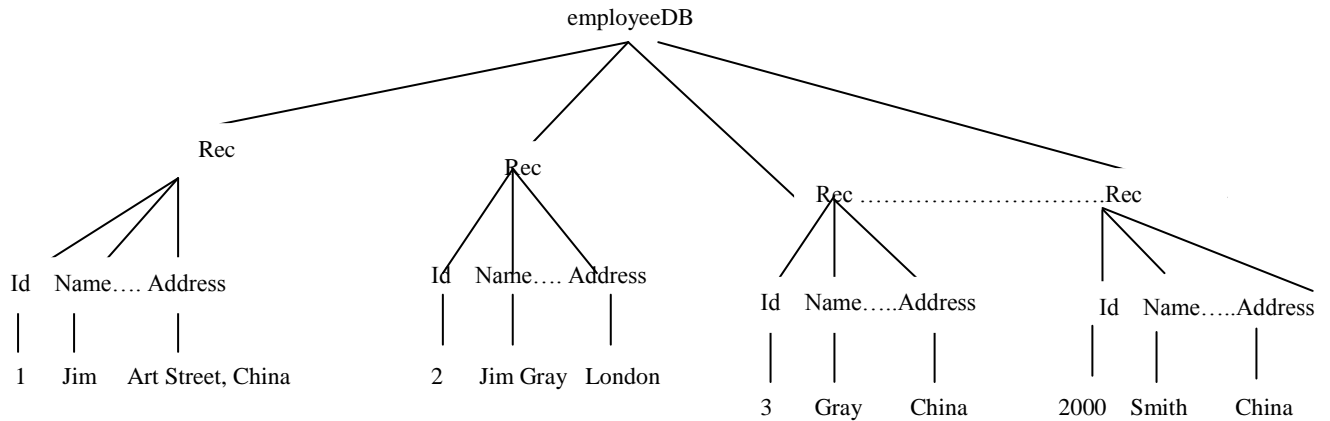 employeeDB
Rec
Rec
Rec ..............................Rec
Id Name.... Address
Id Name.... Address
Id Name.....Address
Id Name.....Address
1 Jim Art Street, China
2 Jim Gray London
3 Gray China
2000 Smith China